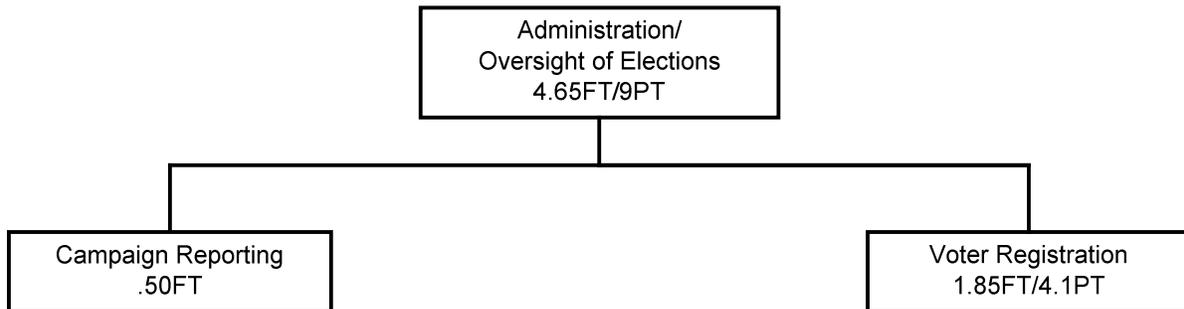 Administration/
Oversight of Elections
4.65FT/9PT
Campaign Reporting
.50FT
Voter Registration
1.85FT/4.1PT